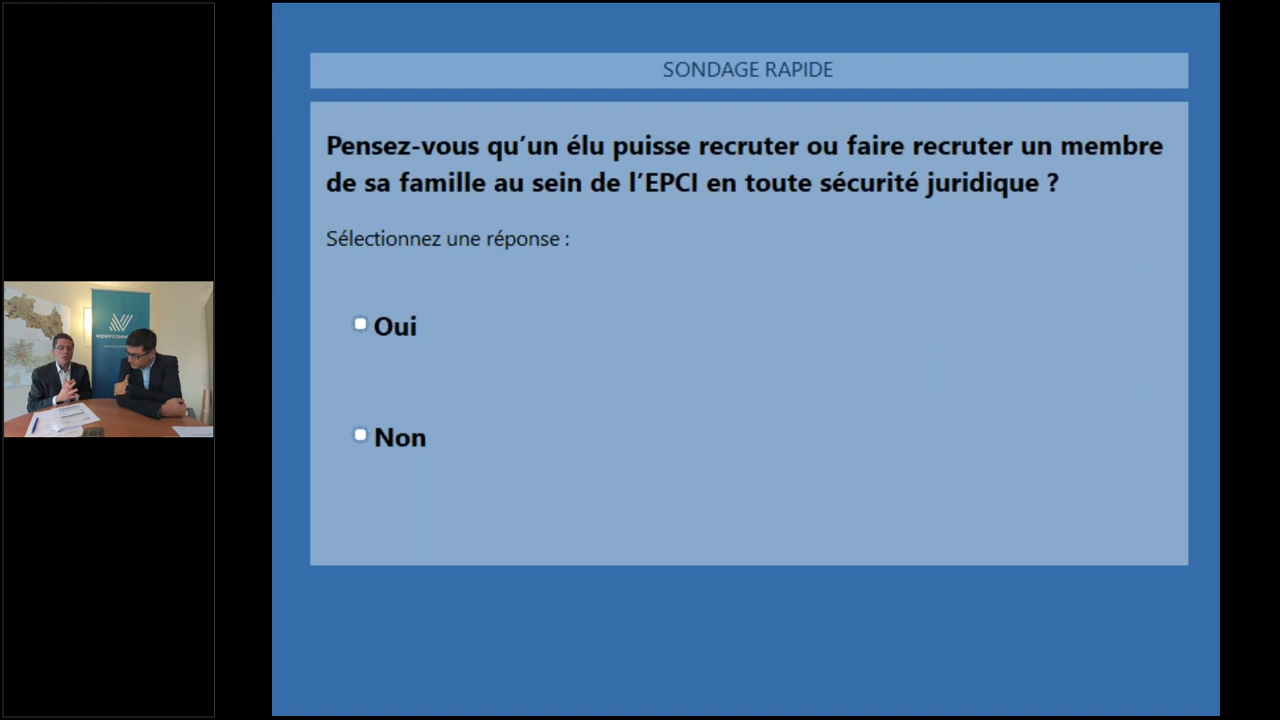 SONDAGE RAPIDE
Pensez-vous qu’un élu puisse recruter ou faire recruter un membre
de sa famille au sein de l’EPCI en toute sécurité juridique ?
Sélectionnez une réponse :
Oui
Non